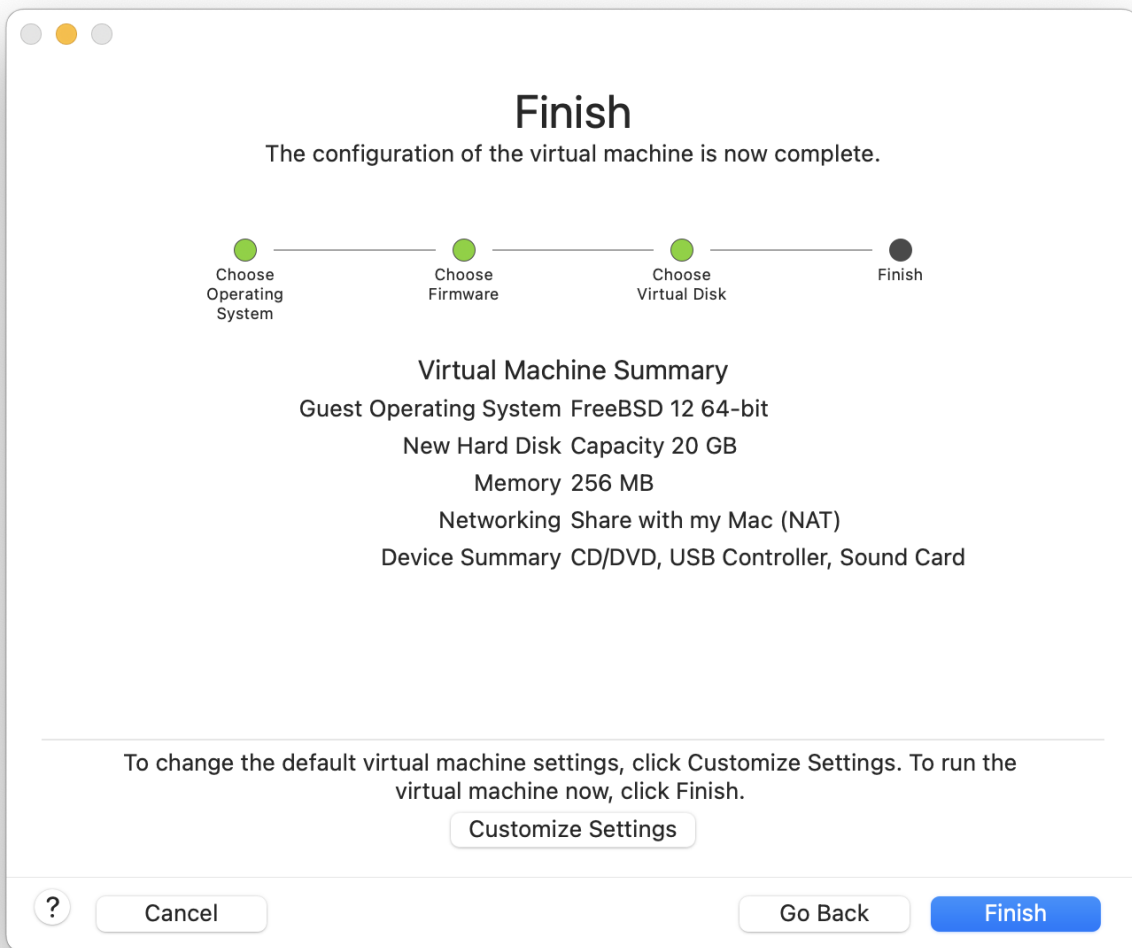 Finish
The configuration of the virtual machine is now complete.
Choose
Operating
System
Choose
Firmware
Choose
Virtual Disk
Finish
Virtual Machine Summary
Guest Operating System FreeBSD 12 64-bit
New Hard Disk Capacity 20 GB
Memory 256 MB
Networking Share with my Mac (NAT)
Device Summary CD/DVD, USB Controller, Sound Card
To change the default virtual machine settings, click Customize Settings. To run the
virtual machine now, click Finish.
Customize Settings
? Cancel Go Back Finish